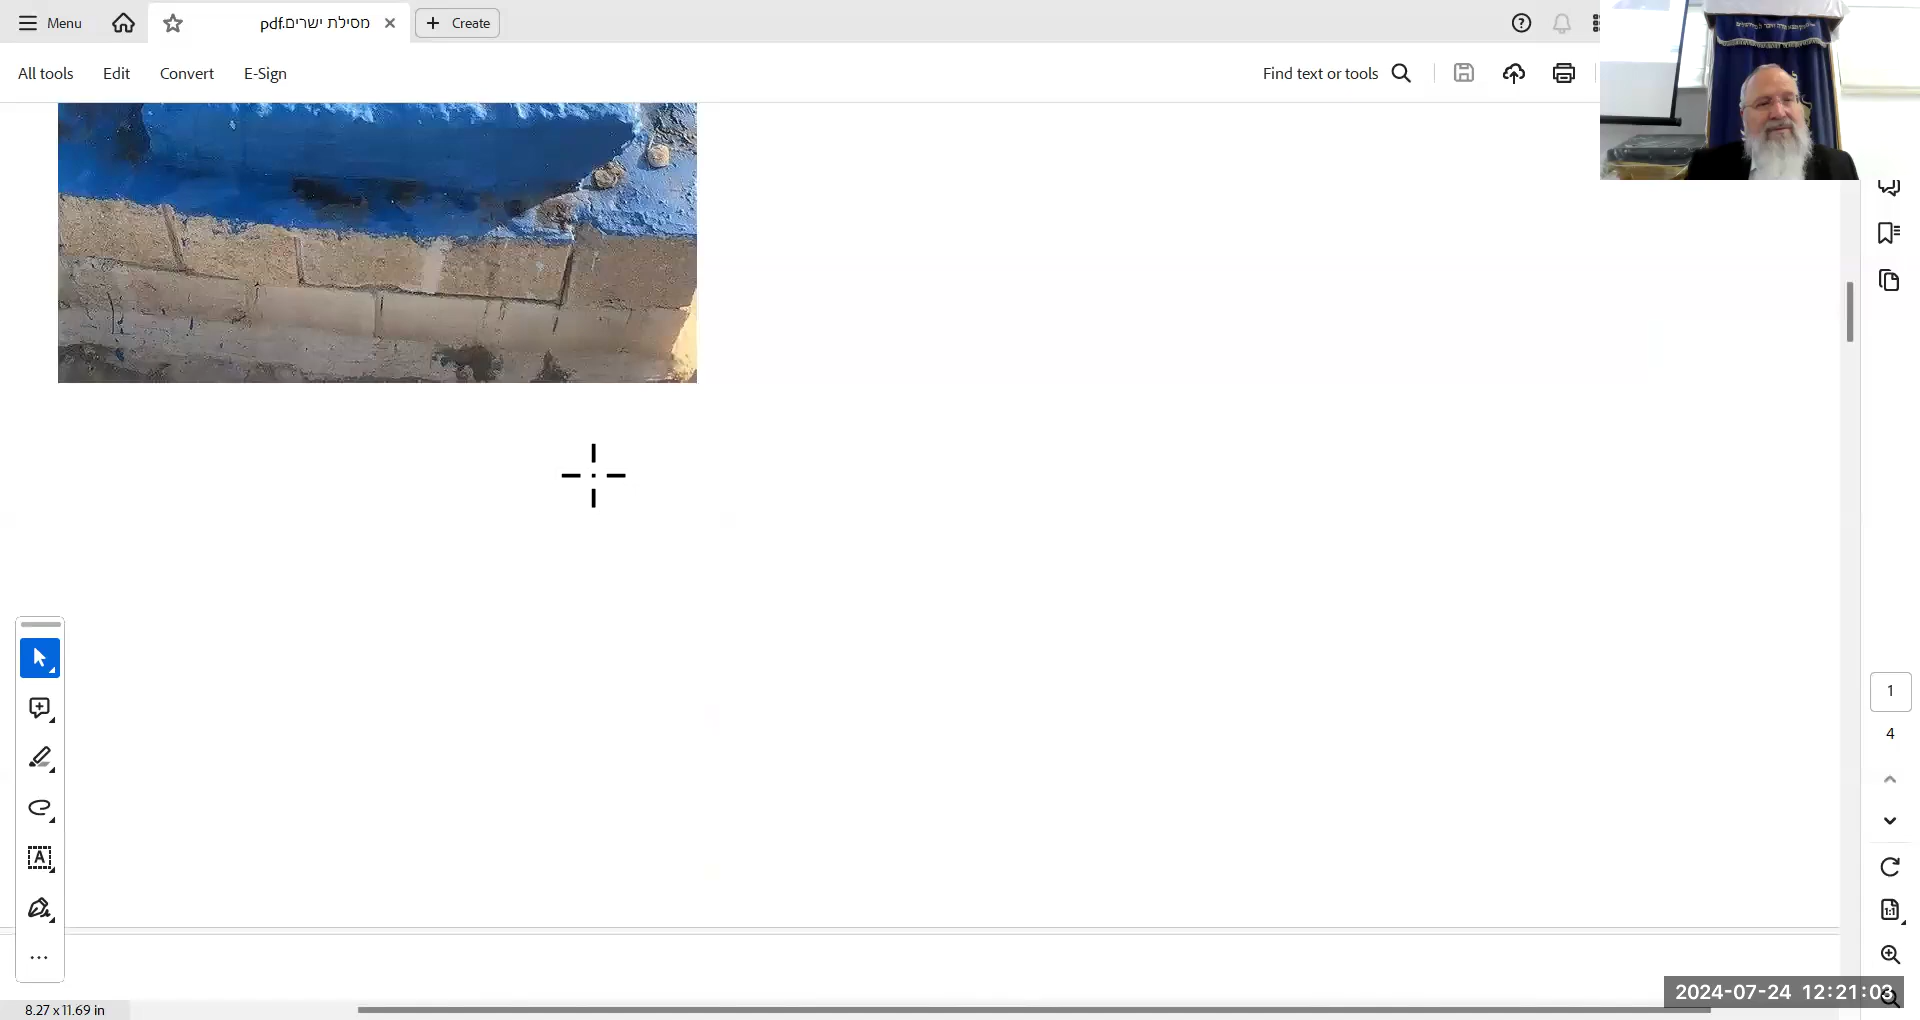 Menu
מסילת ישרים.pdf
Create
All tools
Edit
Convert
E-Sign
Find text or tools
1
4
8.27 x 11.69 in
2024-07-24 12:21:03